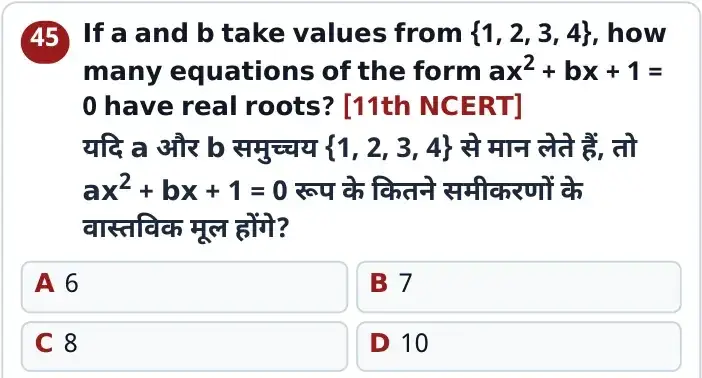 45 If a and b take values from {1, 2, 3, 4}, how
many equations of the form ax² + bx + 1 =
0 have real roots? [11th NCERT]
यदि a और b समुच्चय {1, 2, 3, 4} से मान लेते हैं, तो
ax² + bx + 1 = 0 रूप के कितने समीकरणों के
वास्तविक मूल होंगे?
A 6
B 7
C 8
D 10